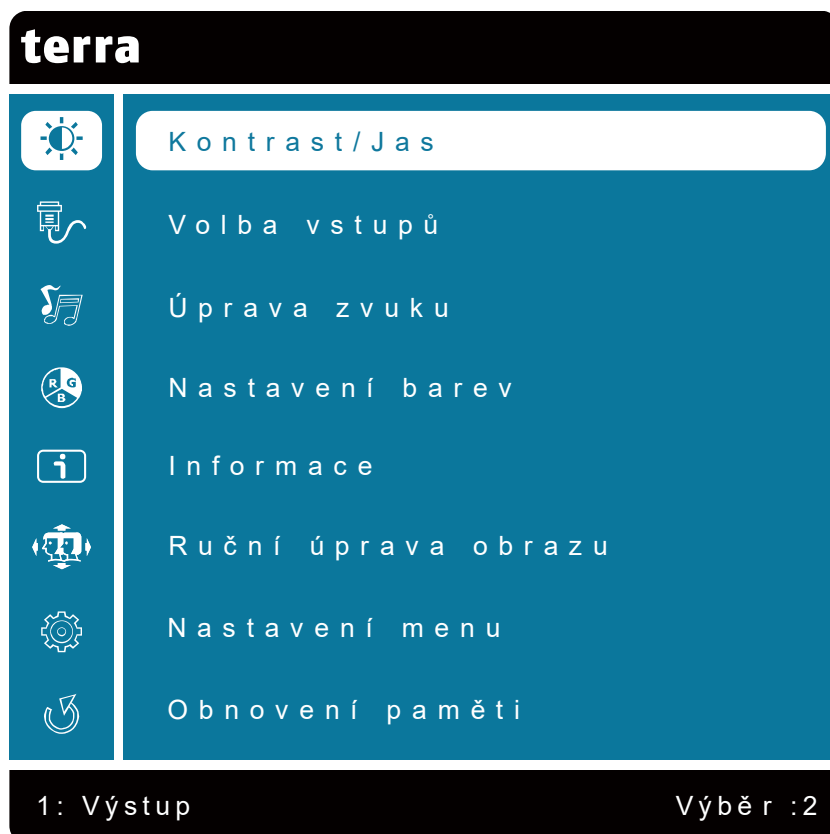 terra
Kontrast/Jas
Volba vstupů
Úprava zvuku
R G B
Nastavení barev
i
Informace
Ruční úprava obrazu
Nastavení menu
Obnovení paměti
1: Výstup
Výběr :2